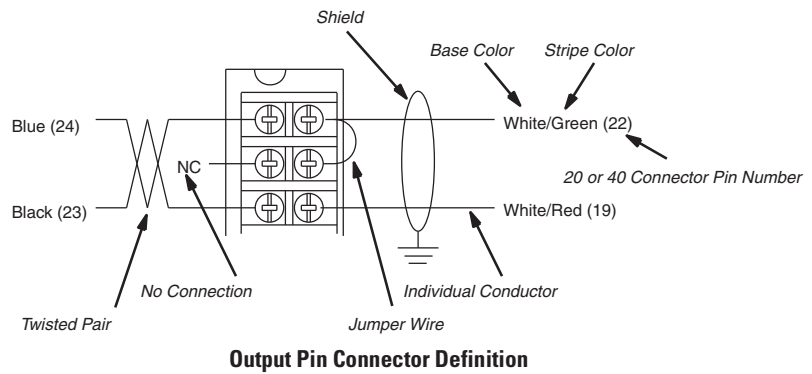 Shield
Base Color Stripe Color
Blue (24)
White/Green (22)
NC
20 or 40 Connector Pin Number
Black (23)
White/Red (19)
No Connection
Individual Conductor
Twisted Pair
Jumper Wire
Output Pin Connector Definition